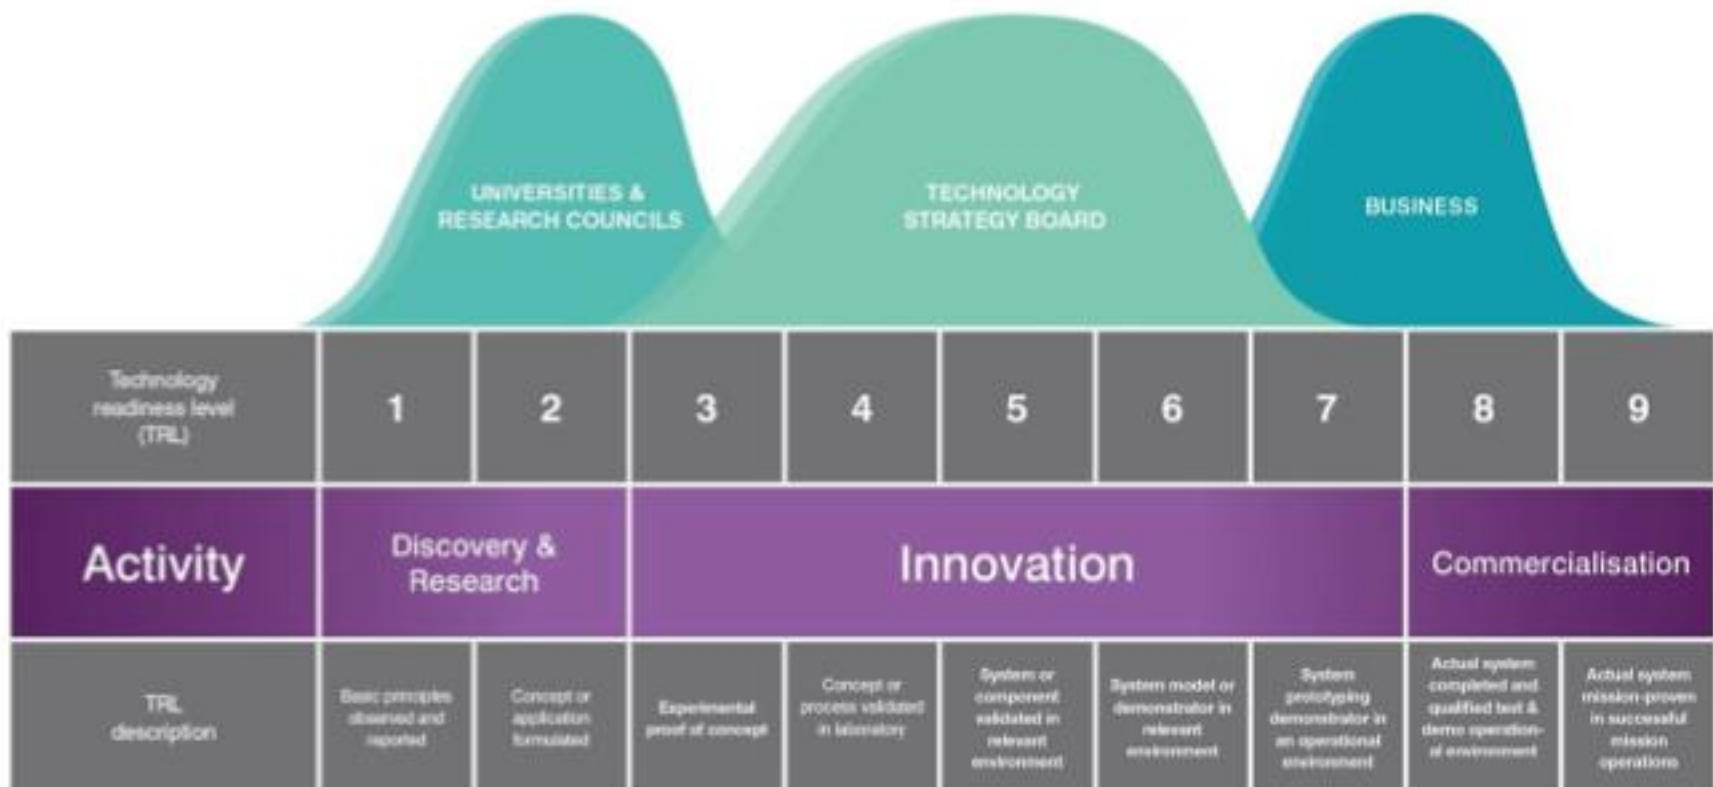 UNIVERSITIES &
RESEARCH COUNCILS
TECHNOLOGY
STRATEGY BOARD
BUSINESS
Technology
readiness level
(TRL)
1
2
3
4
5
6
7
8
9
Activity
Discovery &
Research
Innovation
Commercialisation
TRL
description
Basic principles
observed and
reported
Concept or
application
formulated
Experimental
proof of concept
Concept or
process validated
in laboratory
System or
component
validated in
relevant
environment
System model or
demonstrator in
relevant
environment
System
prototyping
demonstrator in
an operational
environment
Actual system
completed and
qualified test &
demo operation-
al environment
Actual system
mission-proven
in successful
mission
operations